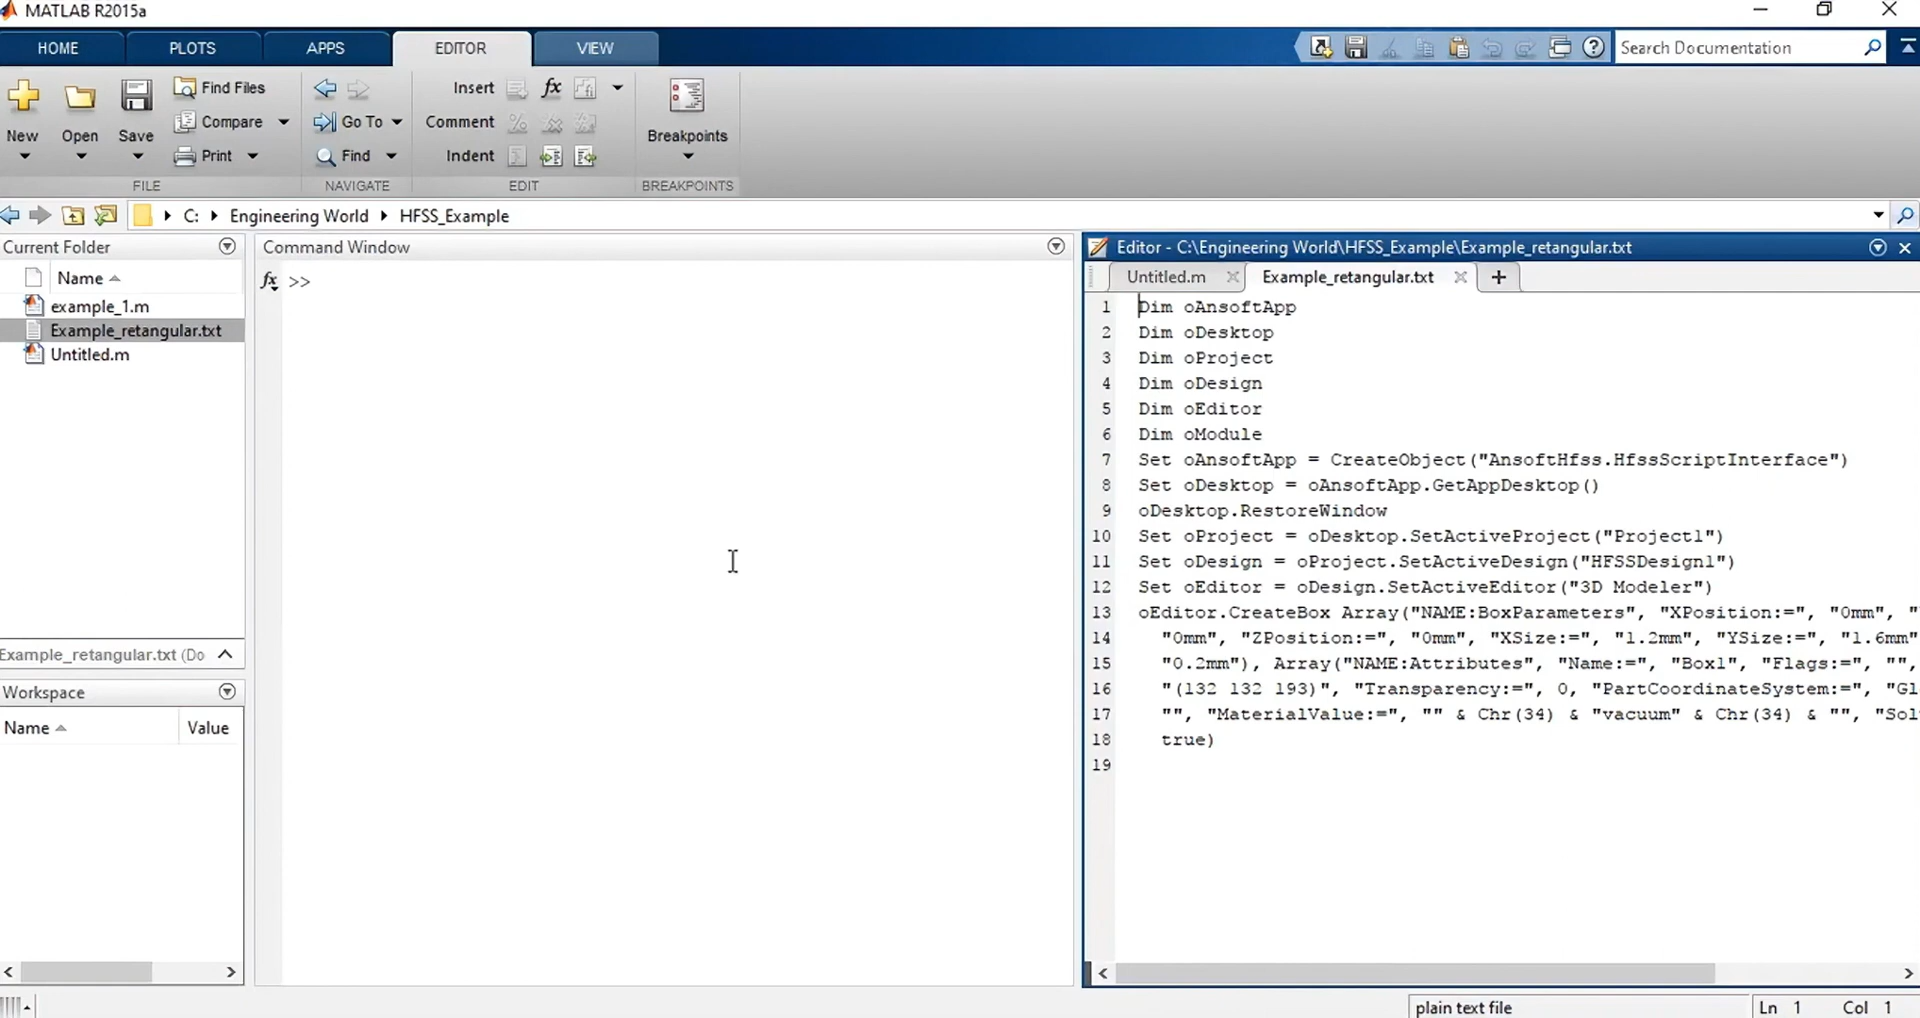 MATLAB R2015a
HOME PLOTS APPS EDITOR VIEW
Search Documentation
New Open Save
Find Files
Compare
Print
Go To
Find
Insert
Comment
Indent
Breakpoints
FILE NAVIGATE EDIT BREAKPOINTS
C: Engineering World HFSS_Example
Current Folder
Name
example_1.m
Example_retangular.txt
Untitled.m
Example_retangular.txt (Do
Workspace
Name Value
Command Window
fx >>
Editor - C:\Engineering World\HFSS_Example\Example_retangular.txt
Untitled.m Example_retangular.txt
1 Dim oAnsoftApp
2 Dim oDesktop
3 Dim oProject
4 Dim oDesign
5 Dim oEditor
6 Dim oModule
7 Set oAnsoftApp = CreateObject("AnsoftHfss.HfssScriptInterface")
8 Set oDesktop = oAnsoftApp.GetAppDesktop()
9 oDesktop.RestoreWindow
10 Set oProject = oDesktop.SetActiveProject("Project1")
11 Set oDesign = oProject.SetActiveDesign("HFSSDesign1")
12 Set oEditor = oDesign.SetActiveEditor("3D Modeler")
13 oEditor.CreateBox Array("NAME:BoxParameters", "XPosition:=", "0mm", "
14 "0mm", "ZPosition:=", "0mm", "XSize:=", "1.2mm", "YSize:=", "1.6mm"
15 "0.2mm"), Array("NAME:Attributes", "Name:=", "Box1", "Flags:=", "",
16 "(132 132 193)", "Transparency:=", 0, "PartCoordinateSystem:=", "Gl
17 "", "MaterialValue:=", "" & Chr(34) & "vacuum" & Chr(34) & "", "Sol
18 true)
19
plain text file Ln 1 Col 1